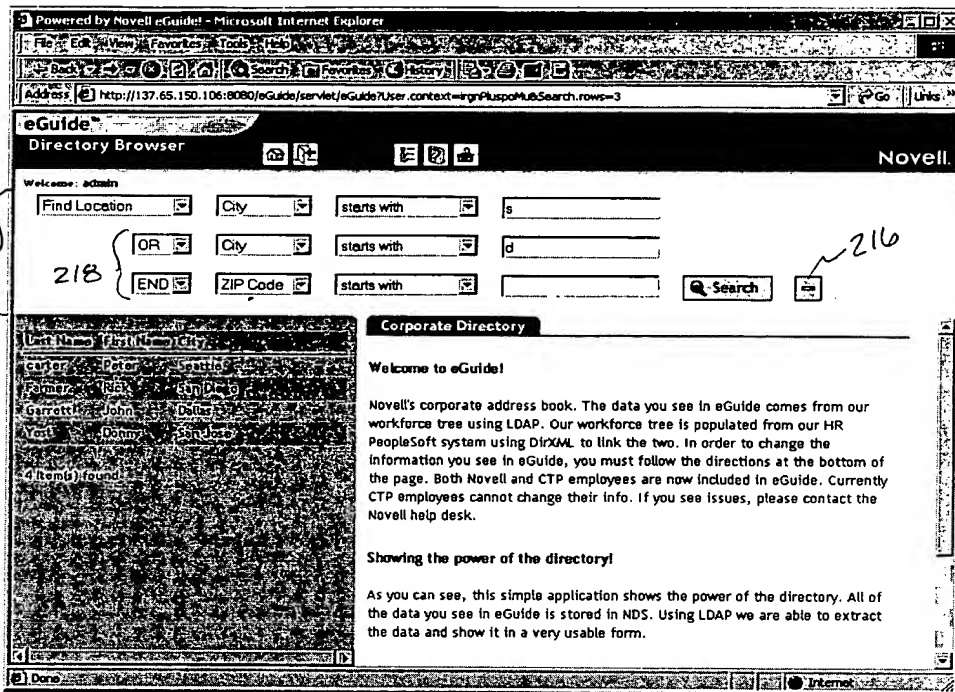 Powered by Novell eGuide! - Microsoft Internet Explorer
File Edit View Favorites Tools Help
Back Search Favorites History
Address http://137.65.150.106:8080/eGuide/servlet/eGuide?User.context=irgnPluspoMu&Search.rows=3 Go Links »
eGuide™
Directory Browser
Novell.
Welcome: admin
Find Location City starts with s
OR City starts with d
216
218
END ZIP Code starts with Search
Last Name First Name City
carter Peter Seattle
Farmer Rick San Diego
Garrett John Dallas
Yost Donny San Jose
4 item(s) found
Corporate Directory
Welcome to eGuide!
Novell's corporate address book. The data you see in eGuide comes from our
workforce tree using LDAP. Our workforce tree is populated from our HR
PeopleSoft system using DirXML to link the two. In order to change the
information you see in eGuide, you must follow the directions at the bottom of
the page. Both Novell and CTP employees are now included in eGuide. Currently
CTP employees cannot change their info. If you see issues, please contact the
Novell help desk.
Showing the power of the directory!
As you can see, this simple application shows the power of the directory. All of
the data you see in eGuide is stored in NDS. Using LDAP we are able to extract
the data and show it in a very usable form.
Done Internet